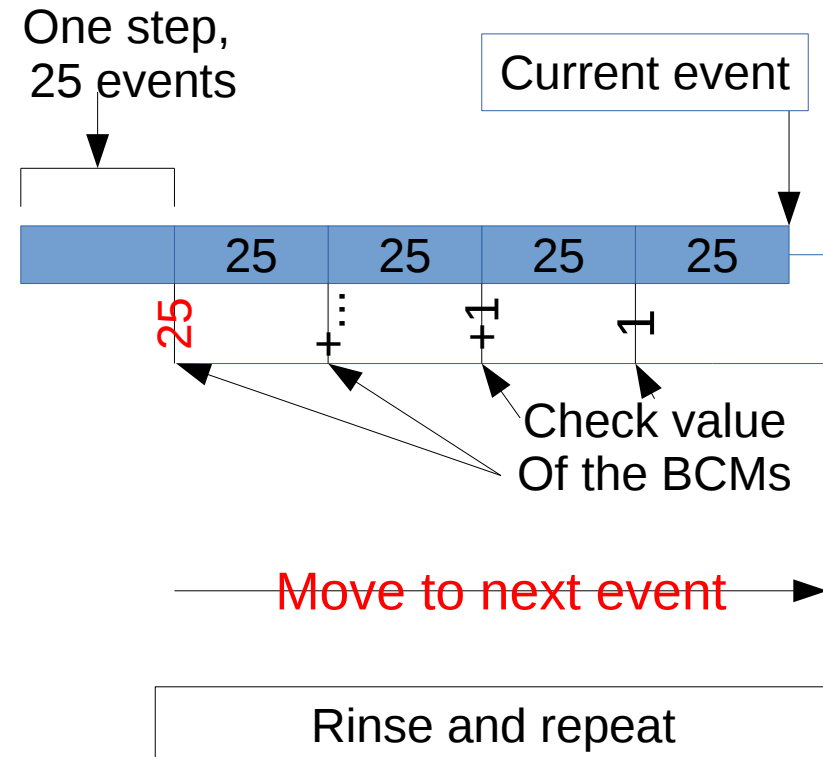 One step,
25 events
Current event
25 25 25 25
25 +... +1 1
Check value
Of the BCMs
Move to next event
Rinse and repeat